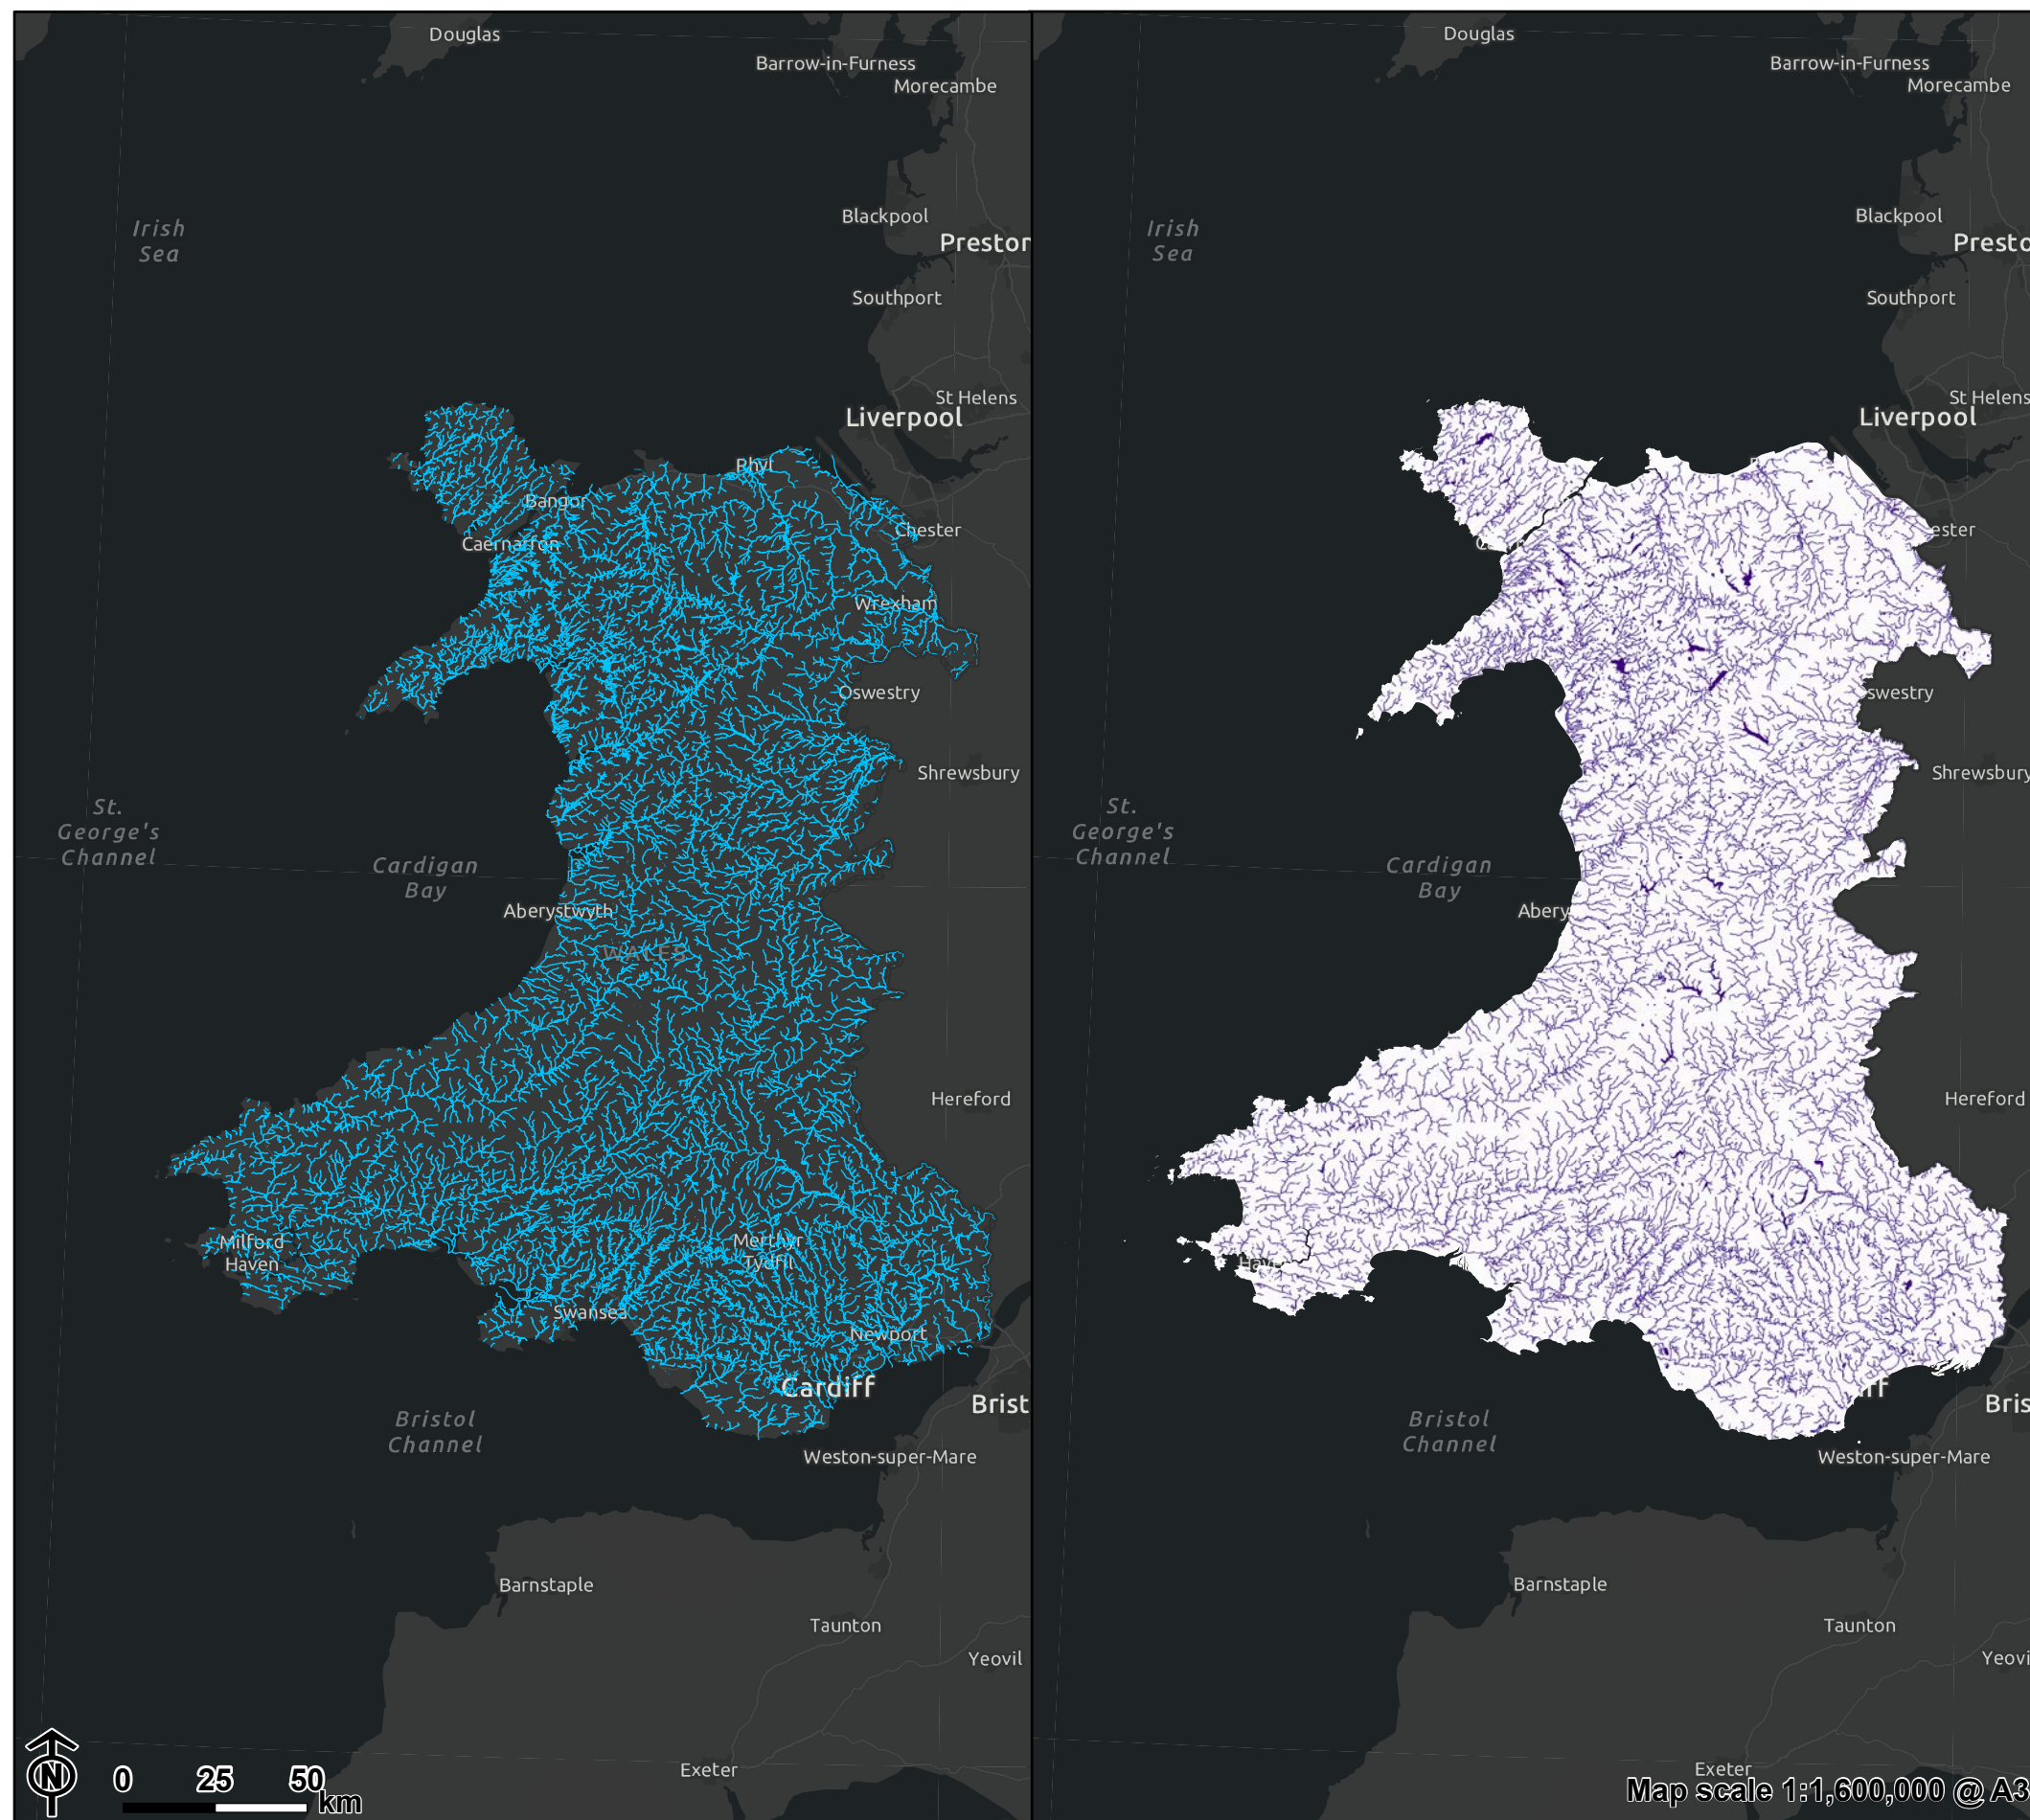 Douglas
Barrow-in-Furness
Morecambe
Irish
Sea
Blackpool
Preston
Southport
St Helens
Liverpool
Rhyl
Bangor
Chester
Caernarfon
Wrexham
Oswestry
Shrewsbury
St.
George's
Channel
Cardigan
Bay
Aberystwyth
WALES
Hereford
Milford
Haven
Merthyr
Tydfil
Swansea
Newport
Cardiff
Brist
Bristol
Channel
Weston-super-Mare
Barnstaple
Taunton
Yeovil
Exeter
N
0 25 50
km
Douglas
Barrow-in-Furness
Morecambe
Irish
Sea
Blackpool
Presto
Southport
St Helens
Liverpool
ester
swestry
Shrewsbury
St.
George's
Channel
Cardigan
Bay
Abery
Hereford
Bris
Bristol
Channel
Weston-super-Mare
Barnstaple
Taunton
Yeovi
Exeter
Map scale 1:1,600,000 @ A3